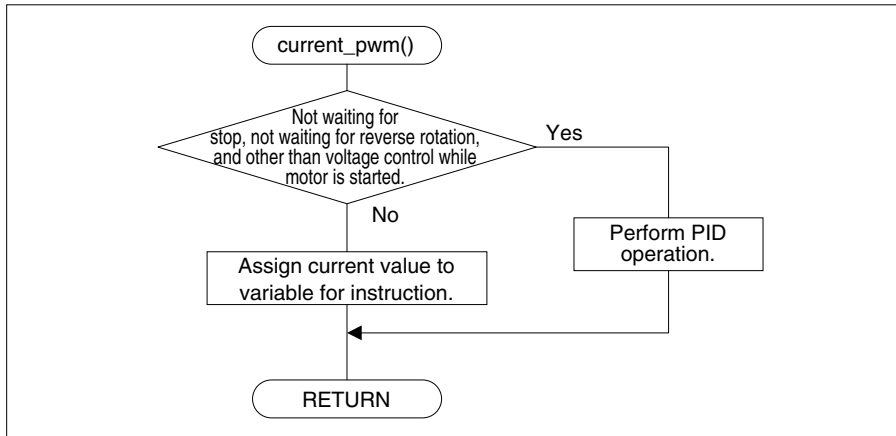 current_pwm()
Not waiting for
stop, not waiting for reverse rotation,
and other than voltage control while
motor is started.
Yes
No
Perform PID
operation.
Assign current value to
variable for instruction.
RETURN